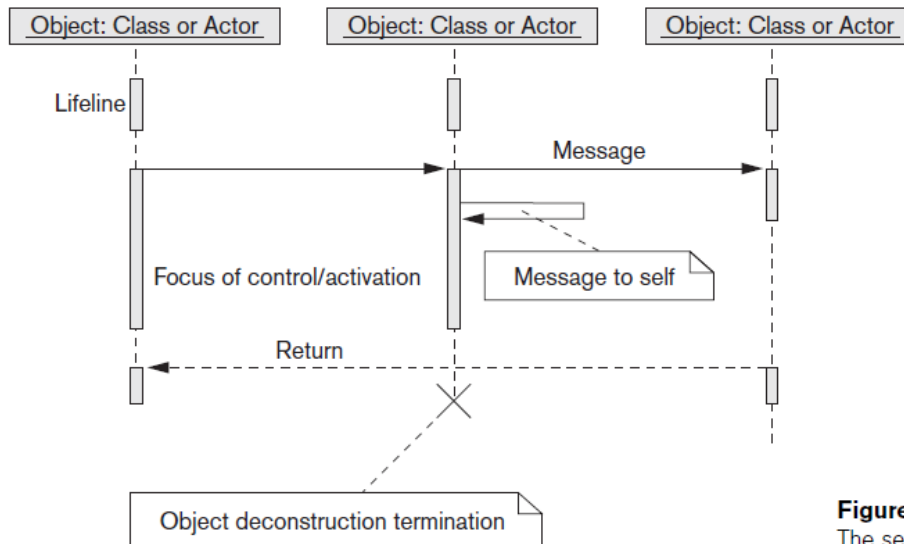 Object: Class or Actor
Object: Class or Actor
Object: Class or Actor
Lifeline
Message
Focus of control/activation
Message to self
Return
Object deconstruction termination
Figure
The se